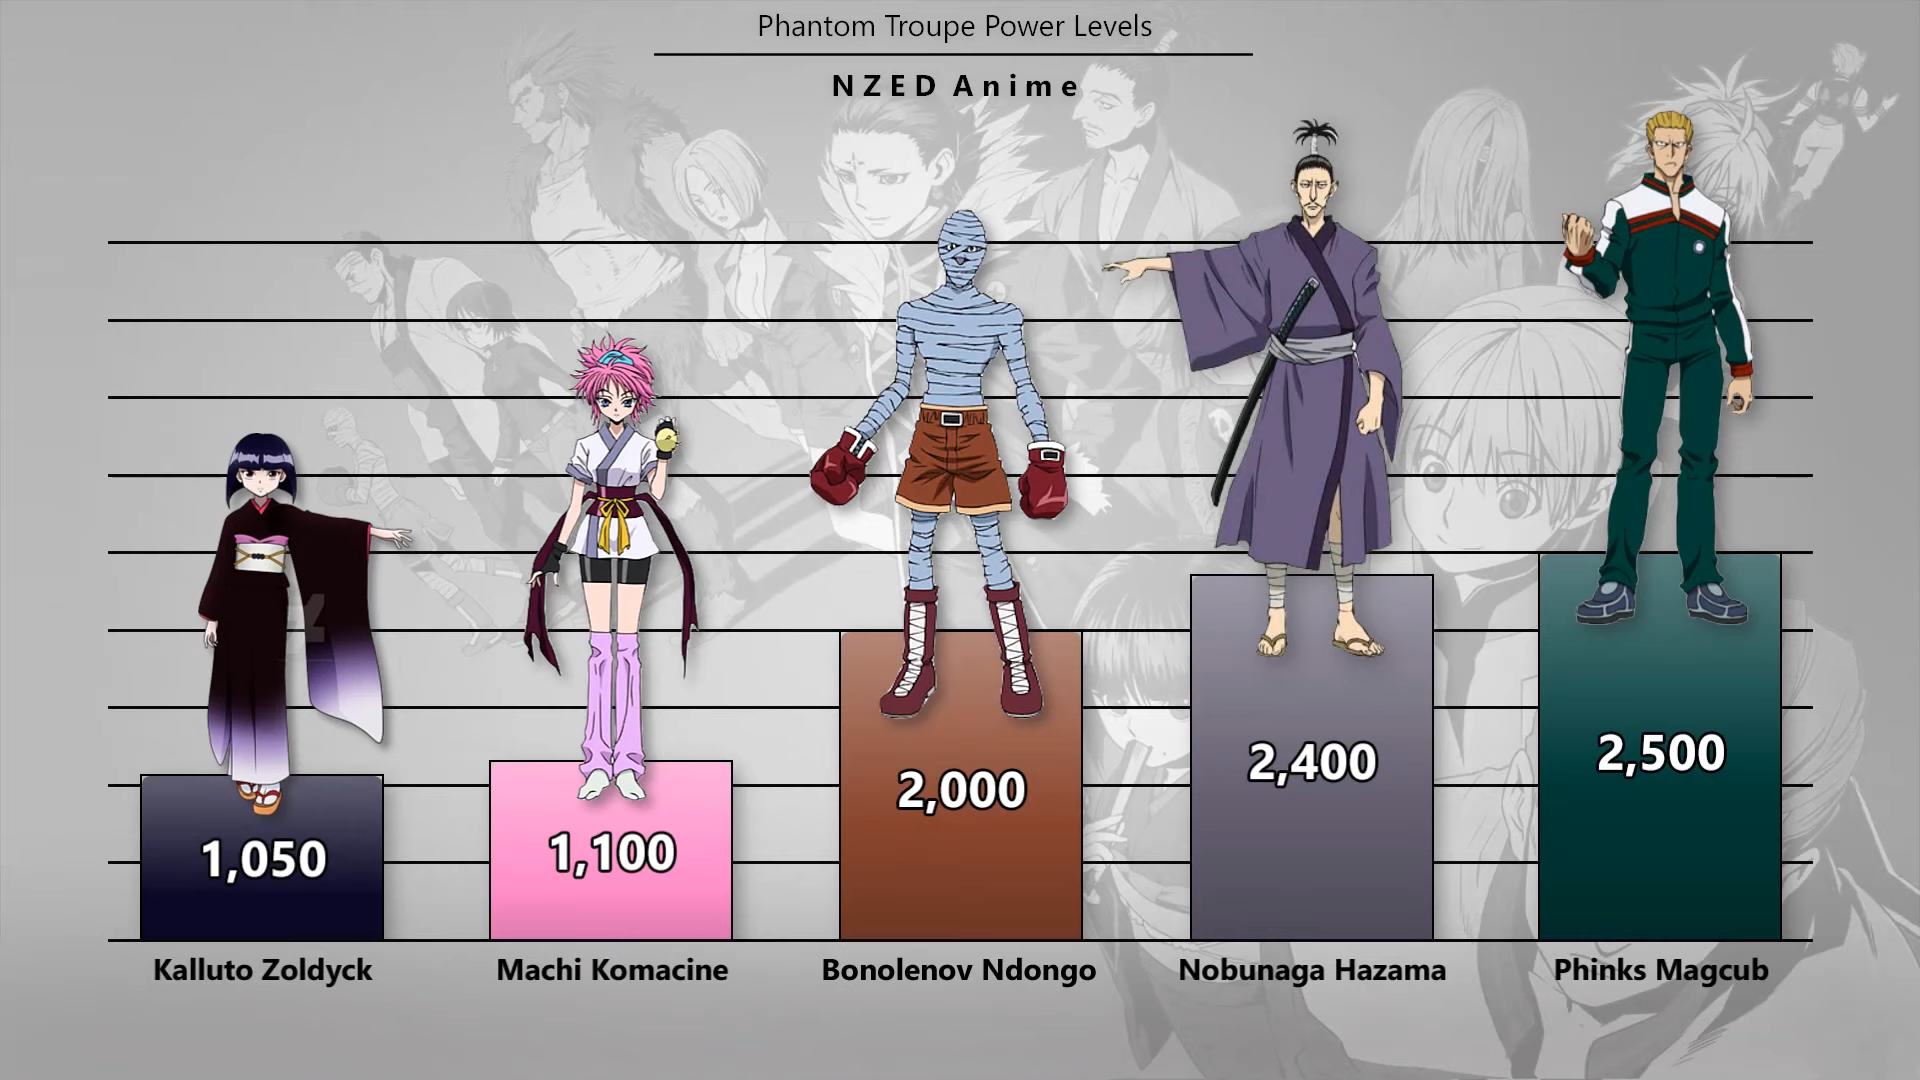 Phantom Troupe Power Levels
NZED Anime
1,050
1,100
2,000
2,400
2,500
Kalluto Zoldyck
Machi Komacine
Bonolenov Ndongo
Nobunaga Hazama
Phinks Magcub